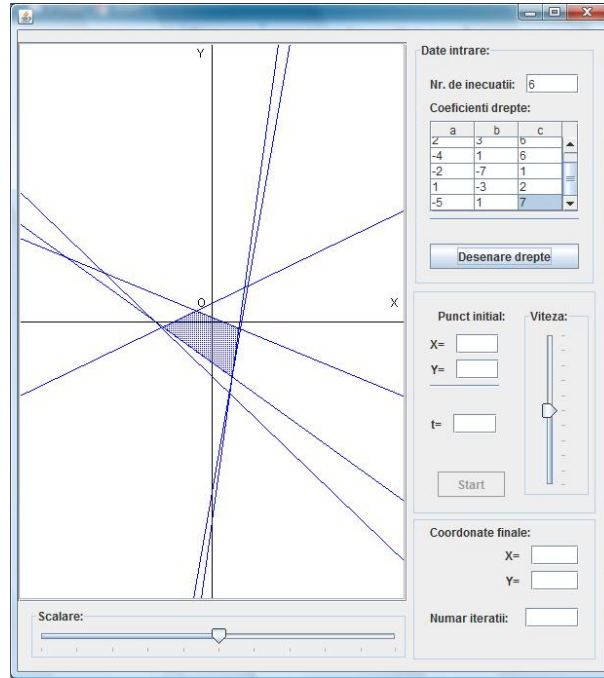 Y
O
X
Date intrare:
Nr. de inecuatii: 6
Coeficienti drepte:
a b c
2 3 6
-4 1 6
-2 -7 1
1 -3 2
-5 1 7
Desenare drepte
Punct initial: Viteza:
X=
Y=
t=
Start
Coordonate finale:
X=
Y=
Numar iteratii:
Scalare: